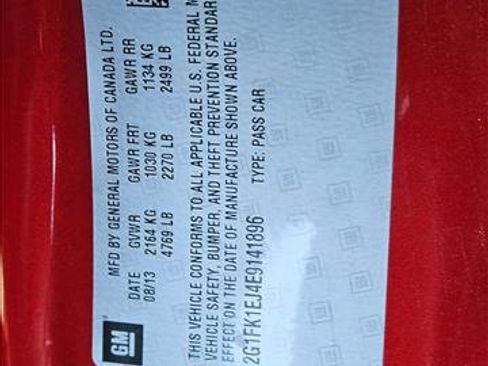 MFD BY GENERAL MOTORS OF CANADA LTD.
DATE GVWR GAWR FRT GAWR RR
08/13 2164 KG 1030 KG 1134 KG
4769 LB 2270 LB 2499 LB
THIS VEHICLE CONFORMS TO ALL APPLICABLE U.S. FEDERAL
VEHICLE SAFETY, BUMPER, AND THEFT PREVENTION STANDAR
EFFECT ON THE DATE OF MANUFACTURE SHOWN ABOVE.
2G1FK1EJ4E9141896 TYPE: PASS CAR
GM